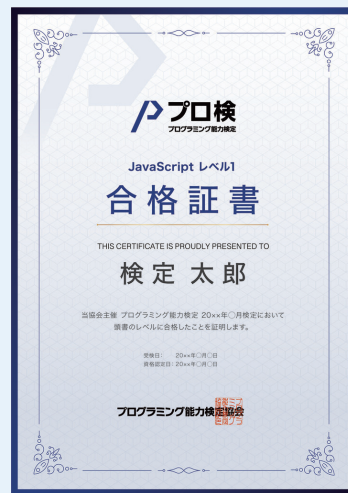 プロ検
プログラミング能力検定
JavaScript レベル1
合格証書
THIS CERTIFICATE IS PROUDLY PRESENTED TO
検定 太郎
当協会主催 プログラミング能力検定 20××年◯月検定において
頭書のレベルに合格したことを証明します。
受検日： 20××年◯月◯日
資格認定日：20××年◯月◯日
プログラミング能力検定協会